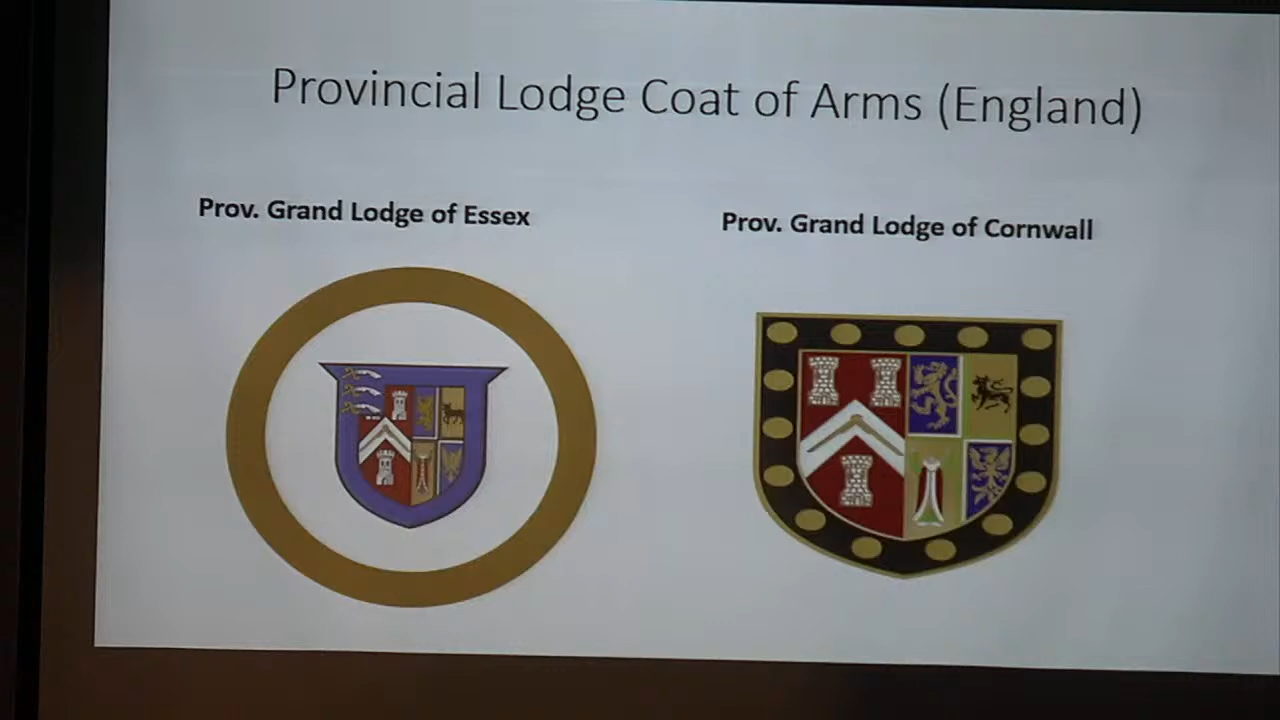 Provincial Lodge Coat of Arms (England)
Prov. Grand Lodge of Essex
Prov. Grand Lodge of Cornwall